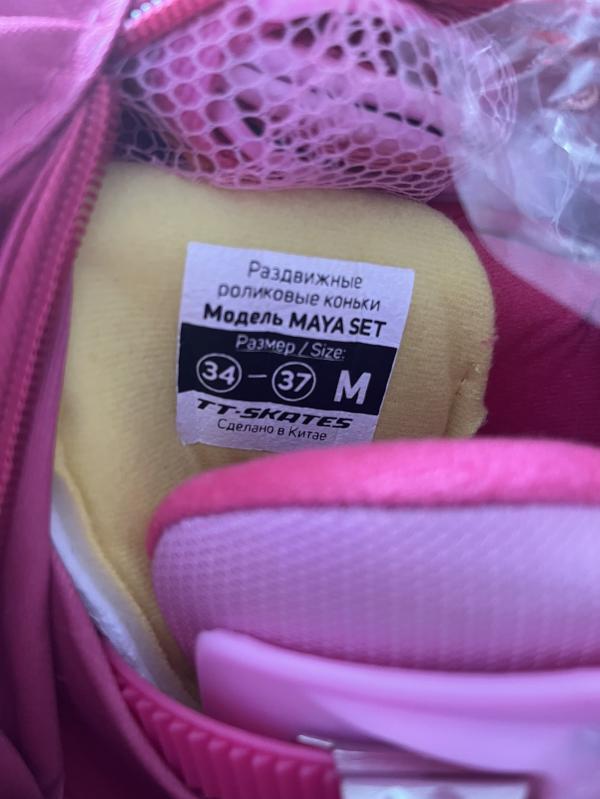 Раздвижные
роликовые коньки
Модель MAYA SET
Размер / Size:
34 – 37 M
TT-SKATES
Сделано в Китае